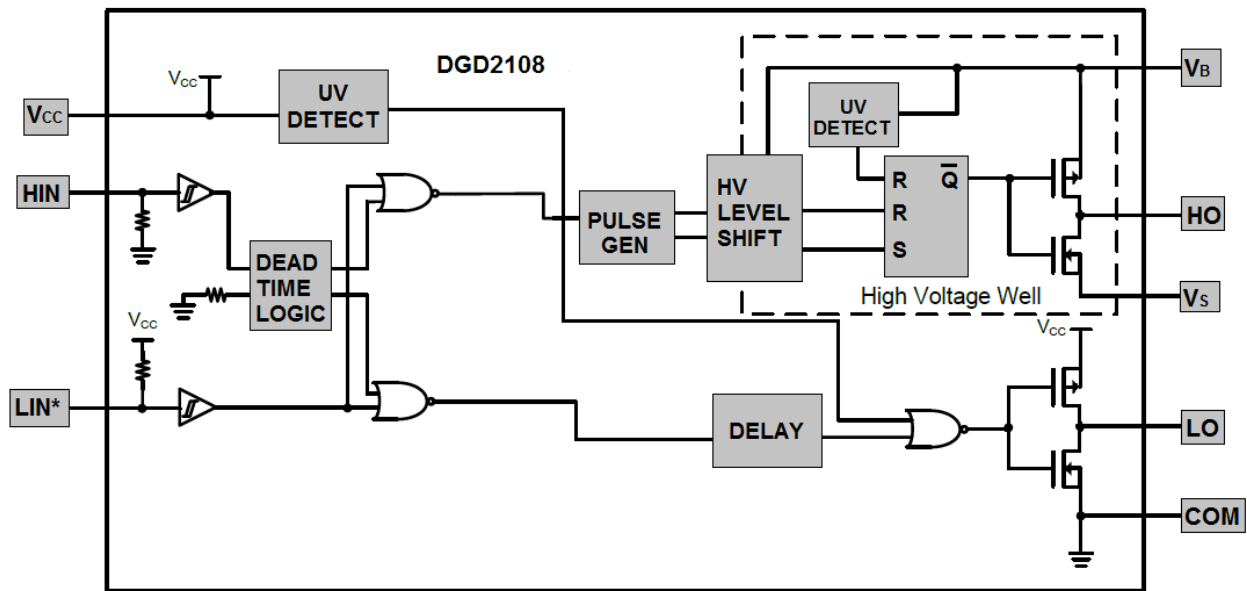 DGD2108
VCC
VCC
UV
DETECT
UV
DETECT
VB
HIN
HV
LEVEL
SHIFT
R
Q
R
S
PULSE
GEN
HO
DEAD
TIME
LOGIC
High Voltage Well
VS
VCC
VCC
LIN*
DELAY
LO
COM